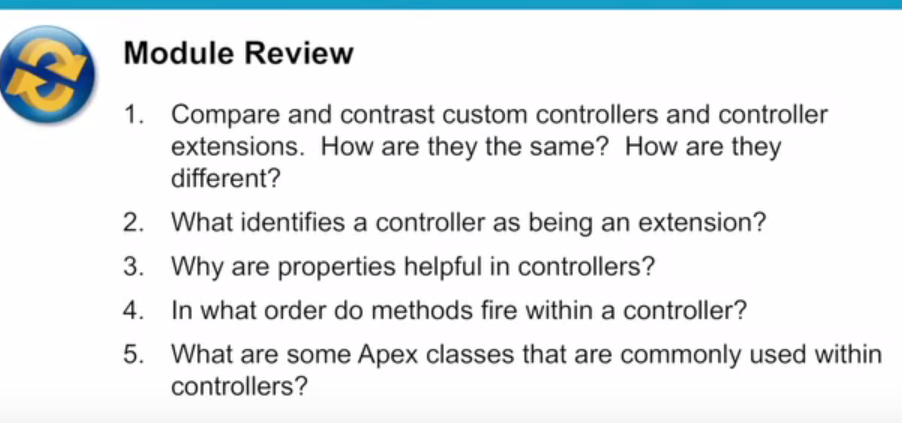 Module Review
1. Compare and contrast custom controllers and controller
extensions.  How are they the same?  How are they
different?
2. What identifies a controller as being an extension?
3. Why are properties helpful in controllers?
4. In what order do methods fire within a controller?
5. What are some Apex classes that are commonly used within
controllers?